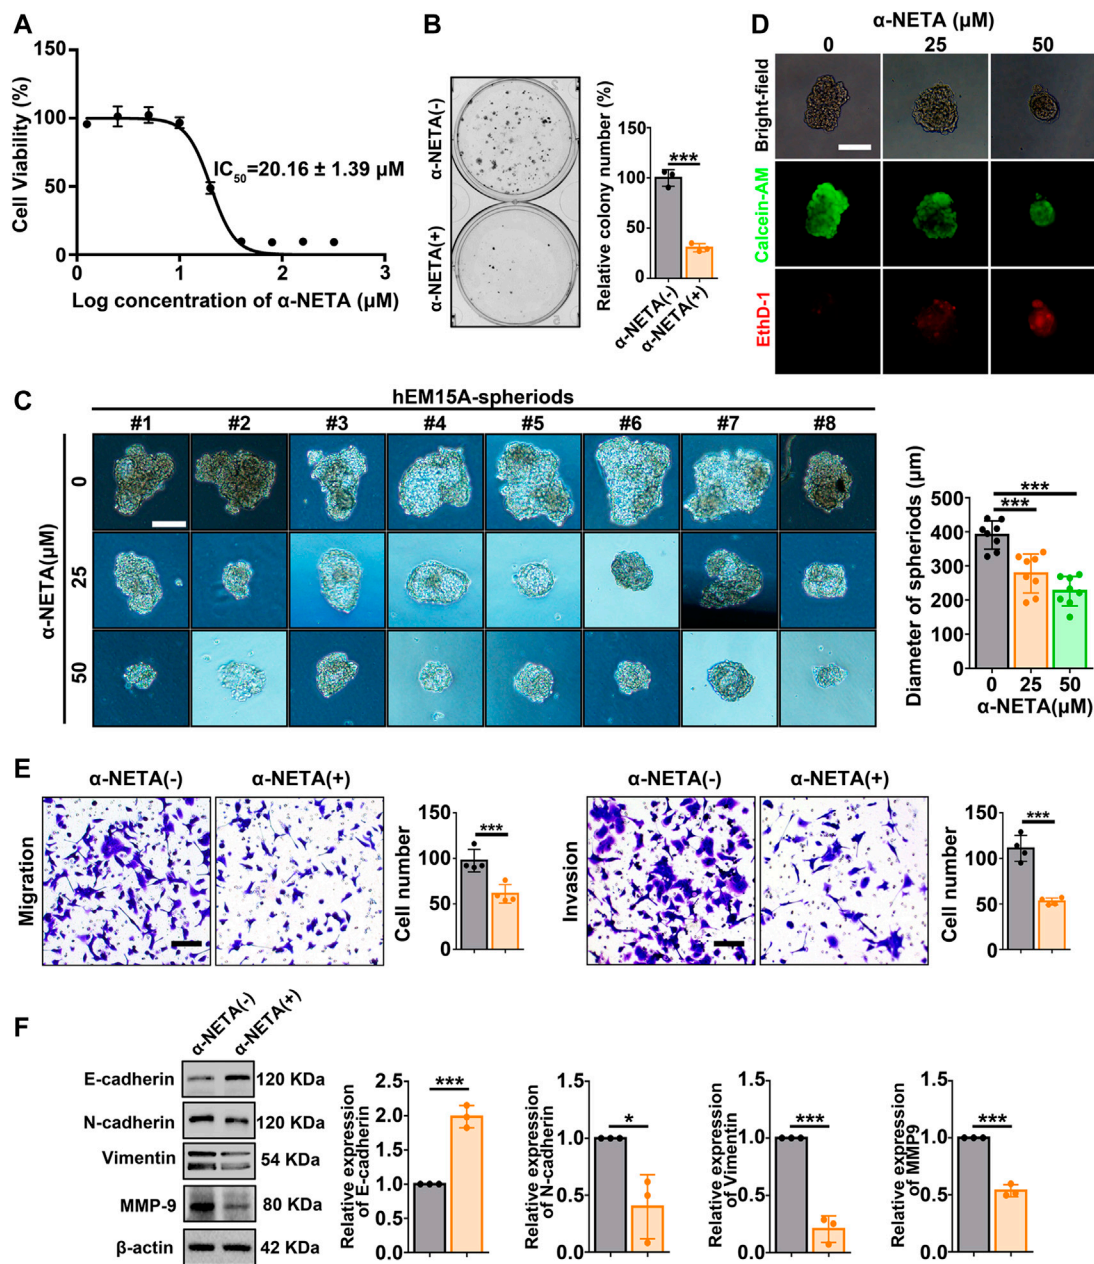 A
150
100
50
0
Cell Viability (%)
IC50=20.16 ± 1.39 μM
0 1 2 3
Log concentration of α-NETA (μM)
B
α-NETA(-)
α-NETA(+)
Relative colony number (%)
150
100
50
0
***
α-NETA(-)
α-NETA(+)
D
α-NETA (μM)
0 25 50
Bright-field
Calcein-AM
EthD-1
C
hEM15A-spheriods
#1 #2 #3 #4 #5 #6 #7 #8
α-NETA(μM)
0
25
50
Diameter of spheriods (μm)
500
400
300
200
100
0
***
***
0 25 50
α-NETA(μM)
E
α-NETA(-) α-NETA(+)
Migration
Cell number
150
100
50
0
***
α-NETA(-) α-NETA(+)
Invasion
Cell number
150
100
50
0
***
F
α-NETA(-)
α-NETA(+)
E-cadherin 120 KDa
N-cadherin 120 KDa
Vimentin 54 KDa
MMP-9 80 KDa
β-actin 42 KDa
Relative expression
of E-cadherin
2.5
2.0
1.5
1.0
0.5
0.0
***
Relative expression
of N-cadherin
1.5
1.0
0.5
0.0
*
Relative expression
of Vimentin
1.5
1.0
0.5
0.0
***
Relative expression
of MMP9
1.5
1.0
0.5
0.0
***